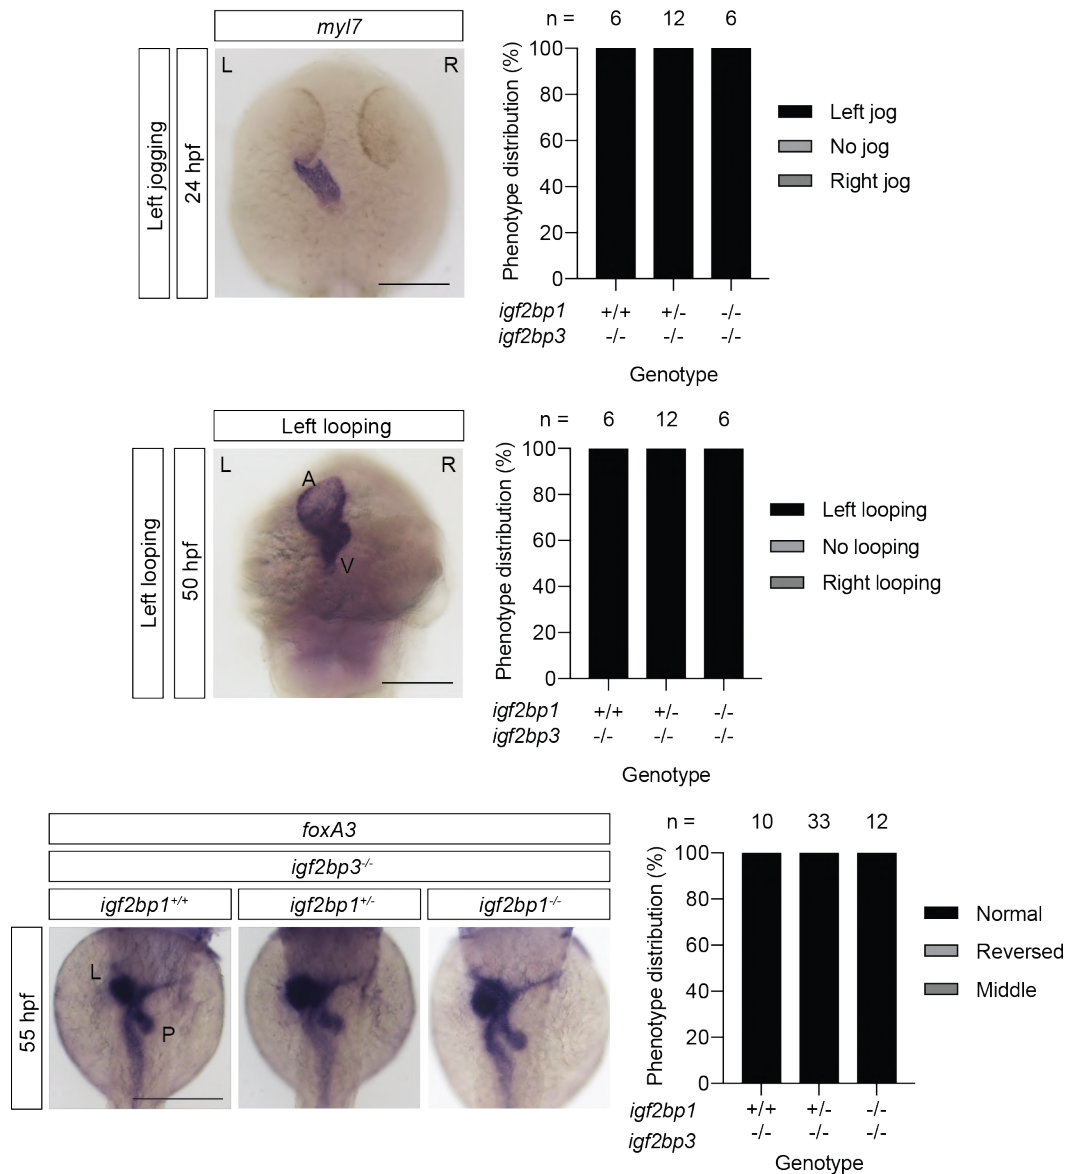 myl7
Left jogging
24 hpf
L
R
n = 6 12 6
Phenotype distribution (%)
100
80
60
40
20
0
Left jog
No jog
Right jog
igf2bp1 +/+ +/- -/-
igf2bp3 -/- -/- -/-
Genotype
Left looping
Left looping
50 hpf
L
R
A
V
n = 6 12 6
Phenotype distribution (%)
100
80
60
40
20
0
Left looping
No looping
Right looping
igf2bp1 +/+ +/- -/-
igf2bp3 -/- -/- -/-
Genotype
foxA3
igf2bp3-/-
igf2bp1+/+ igf2bp1+/- igf2bp1-/-
55 hpf
L
P
n = 10 33 12
Phenotype distribution (%)
100
80
60
40
20
0
Normal
Reversed
Middle
igf2bp1 +/+ +/- -/-
igf2bp3 -/- -/- -/-
Genotype